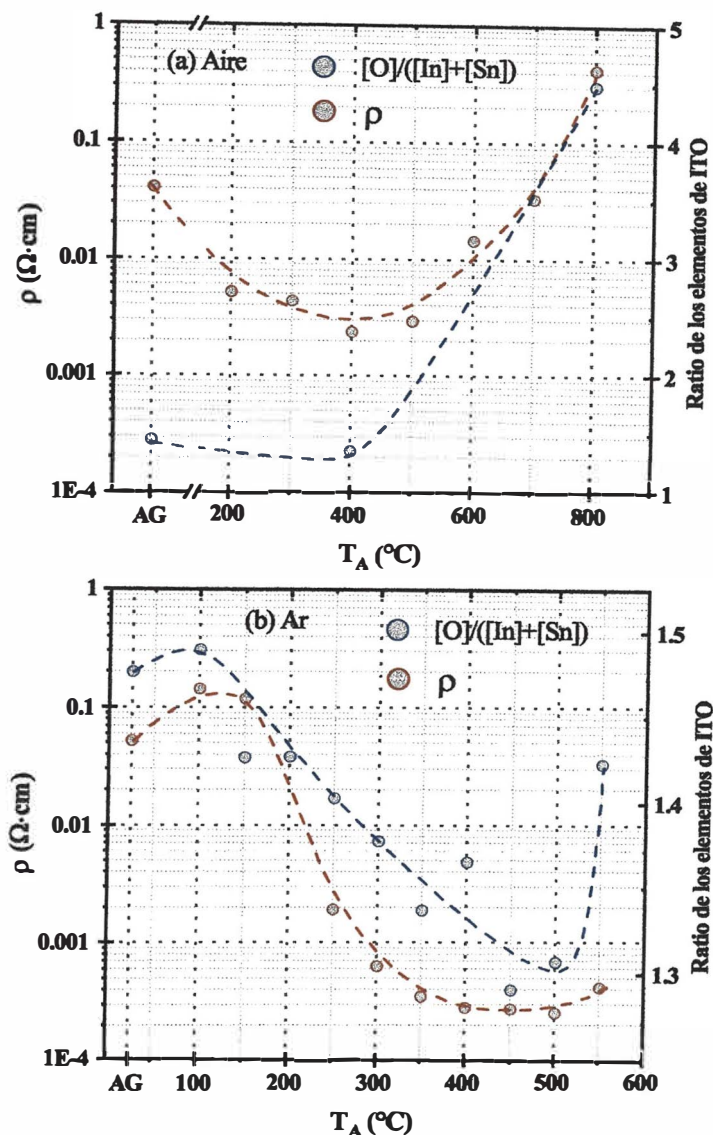 (a) Aire
[O]/([In]+[Sn])
ρ
ρ (Ω·cm)
1
0.1
0.01
0.001
1E-4
5
4
3
2
1
Ratio de los elementos de ITO
AG 200 400 600 800
T_A (°C)
(b) Ar
[O]/([In]+[Sn])
ρ
ρ (Ω·cm)
1
0.1
0.01
0.001
1E-4
1.5
1.4
1.3
Ratio de los elementos de ITO
AG 100 200 300 400 500 600
T_A (°C)